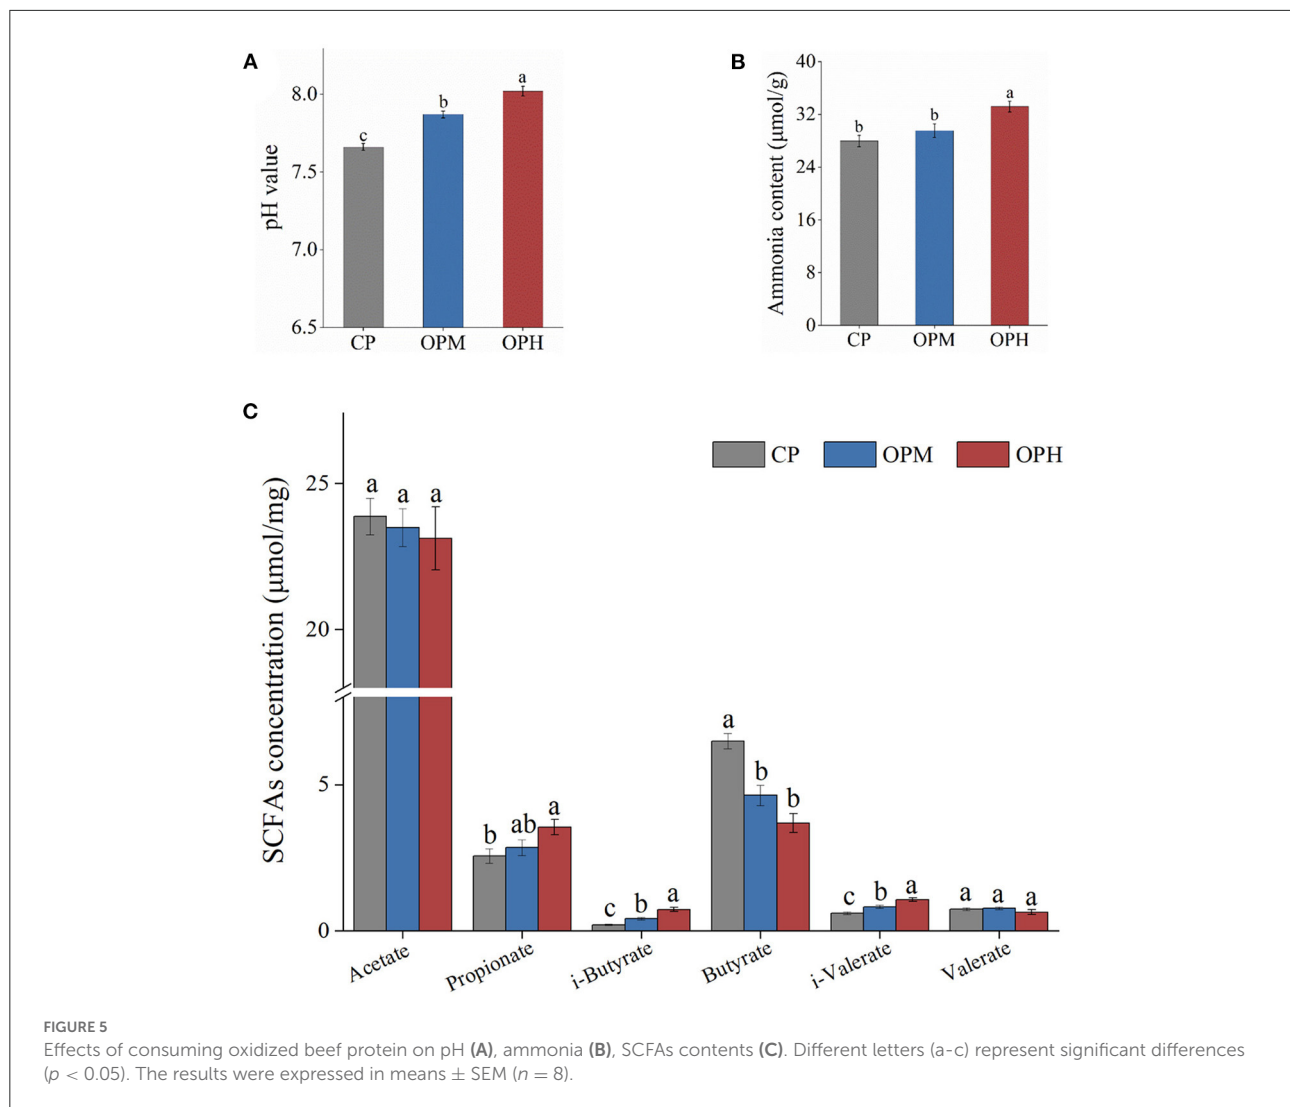 A
pH value
8.0
7.5
7.0
6.5
c
b
a
CP OPM OPH
B
Ammonia content (μmol/g)
40
32
24
16
8
0
b
b
a
CP OPM OPH
C
SCFAs concentration (μmol/mg)
25
20
5
0
CP OPM OPH
a a a
b ab a
c b a
a b b
c b a
a a a
Acetate Propionate i-Butyrate Butyrate i-Valerate Valerate
FIGURE 5
Effects of consuming oxidized beef protein on pH (A), ammonia (B), SCFAs contents (C). Different letters (a-c) represent significant differences
(p < 0.05). The results were expressed in means ± SEM (n = 8).